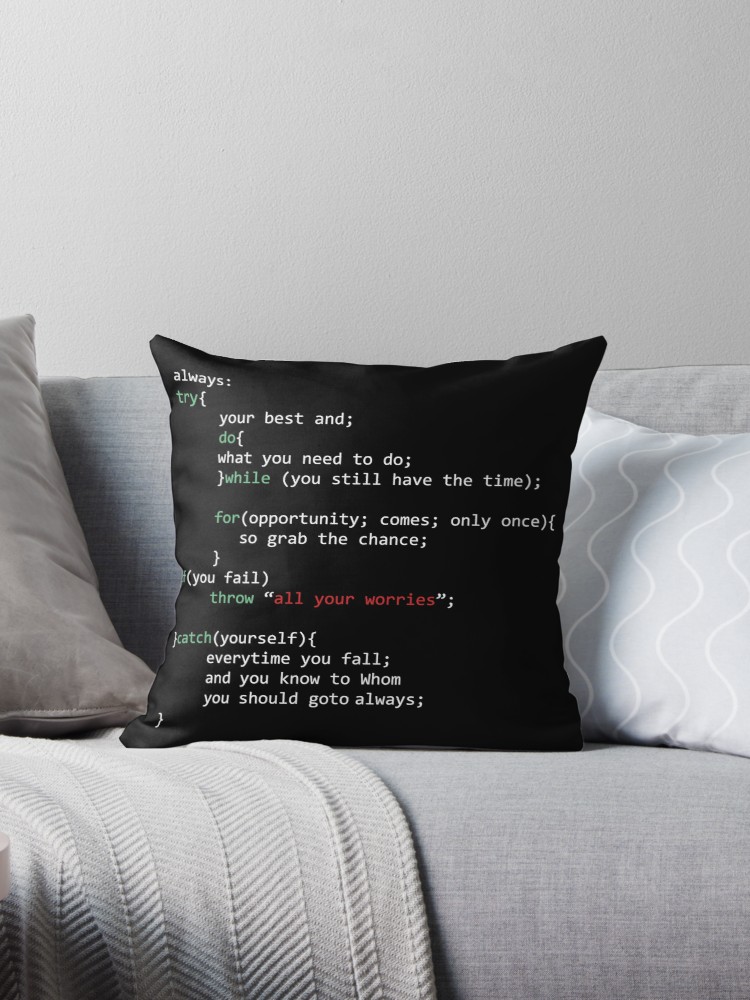 always:
try{
your best and;
do{
what you need to do;
}while (you still have the time);
for(opportunity; comes; only once){
so grab the chance;
}
f(you fail)
throw “all your worries”;
}catch(yourself){
everytime you fall;
and you know to Whom
you should goto always;
}